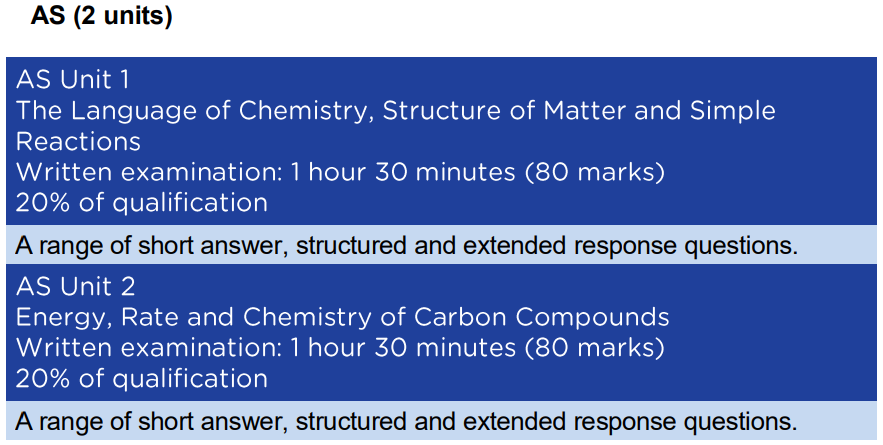 AS (2 units)
AS Unit 1
The Language of Chemistry, Structure of Matter and Simple
Reactions
Written examination: 1 hour 30 minutes (80 marks)
20% of qualification
A range of short answer, structured and extended response questions.
AS Unit 2
Energy, Rate and Chemistry of Carbon Compounds
Written examination: 1 hour 30 minutes (80 marks)
20% of qualification
A range of short answer, structured and extended response questions.